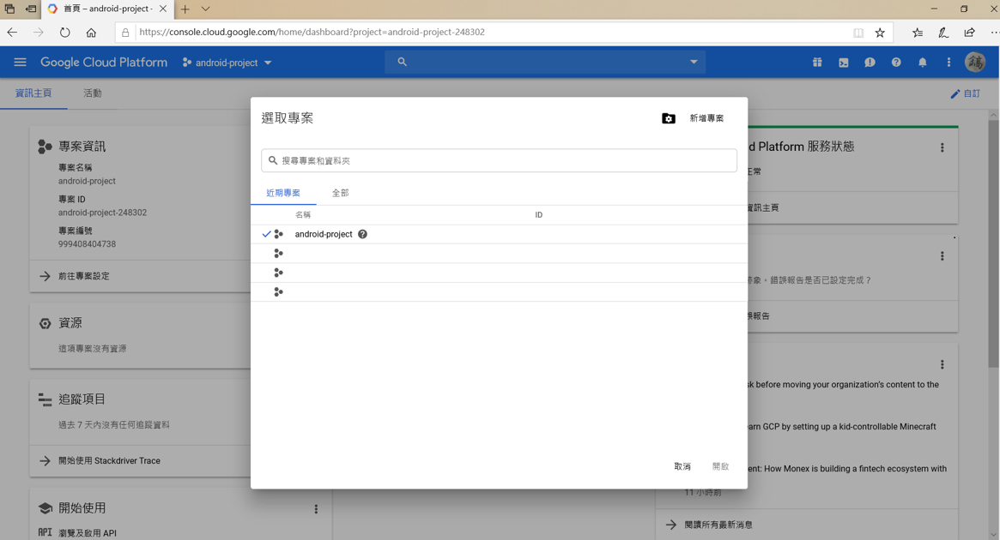 首頁 – android-project -
https://console.cloud.google.com/home/dashboard?project=android-project-248302
Google Cloud Platform
android-project
資訊主頁
活動
自訂
選取專案
新增專案
搜尋專案和資料夾
近期專案
全部
名稱
ID
android-project
取消
開啟
專案資訊
專案名稱
android-project
專案 ID
android-project-248302
專案編號
999408404738
前往專案設定
資源
這項專案沒有資源
追蹤項目
過去 7 天內沒有任何追蹤資料
開始使用 Stackdriver Trace
開始使用
API
瀏覽及啟用 API
d Platform 服務狀態
正常
資訊主頁
跡象。錯誤報告是否已設定完成？
誤報告
sk before moving your organization's content to the
earn GCP by setting up a kid-controllable Minecraft
ent: How Monex is building a fintech ecosystem with
11 小時前
閱讀所有最新消息